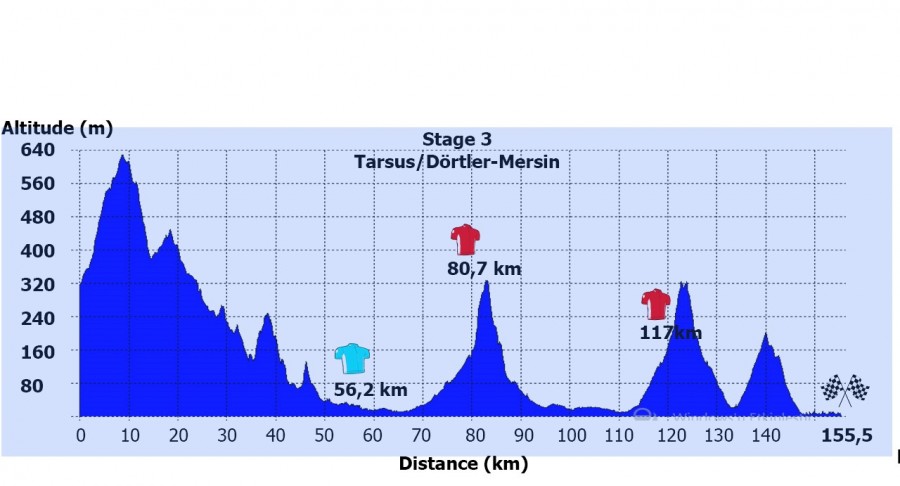 Altitude (m)
Stage 3
Tarsus/Dörtler-Mersin
640
560
480
400
320
240
160
80
80,7 km
117km
56,2 km
0 10 20 30 40 50 60 70 80 90 100 110 120 130 140 155,5
Distance (km)